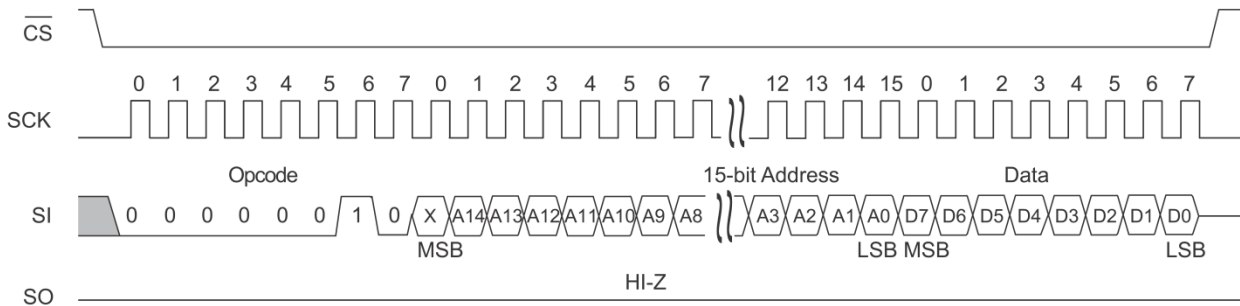 CS
0 1 2 3 4 5 6 7 0 1 2 3 4 5 6 7 12 13 14 15 0 1 2 3 4 5 6 7
SCK
Opcode 15-bit Address Data
SI 0 0 0 0 0 0 1 0 X A14 A13 A12 A11 A10 A9 A8 A3 A2 A1 A0 D7 D6 D5 D4 D3 D2 D1 D0
MSB LSB MSB LSB
HI-Z
SO